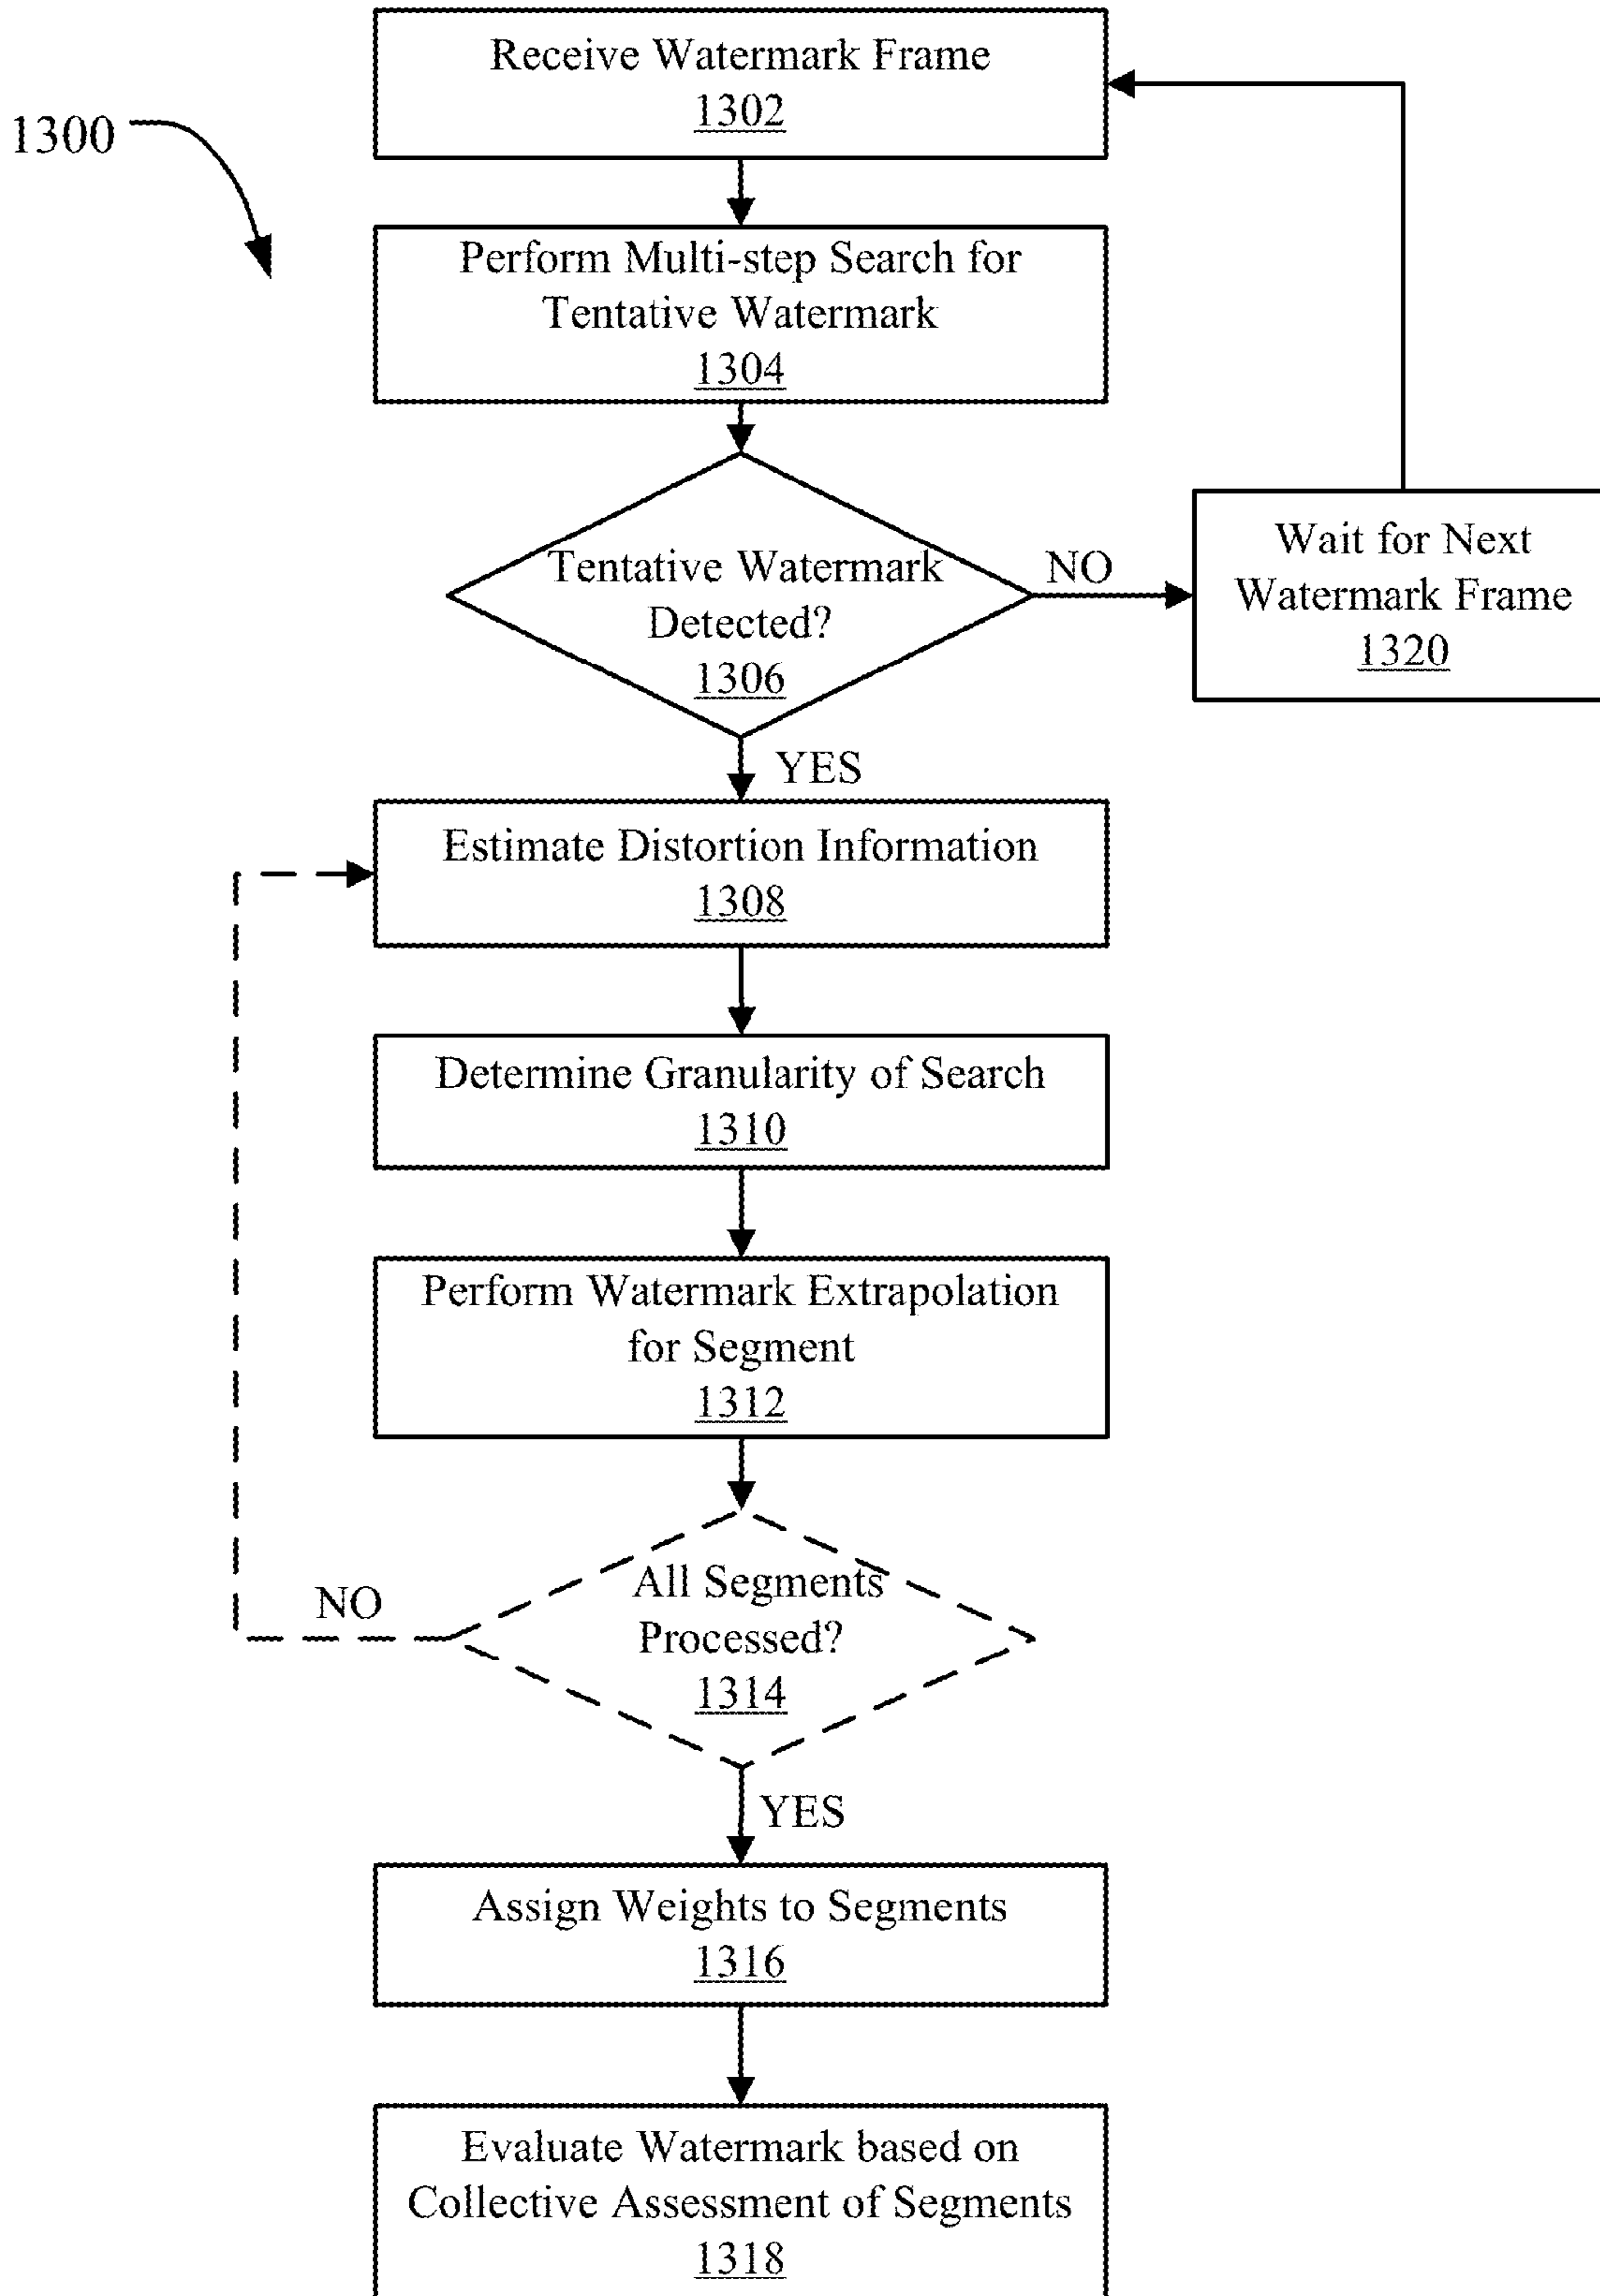 Receive Watermark Frame
1302
1300
Perform Multi-step Search for
Tentative Watermark
1304
Tentative Watermark
Detected?
1306
NO
Wait for Next
Watermark Frame
1320
YES
Estimate Distortion Information
1308
Determine Granularity of Search
1310
Perform Watermark Extrapolation
for Segment
1312
All Segments
Processed?
1314
NO
YES
Assign Weights to Segments
1316
Evaluate Watermark based on
Collective Assessment of Segments
1318